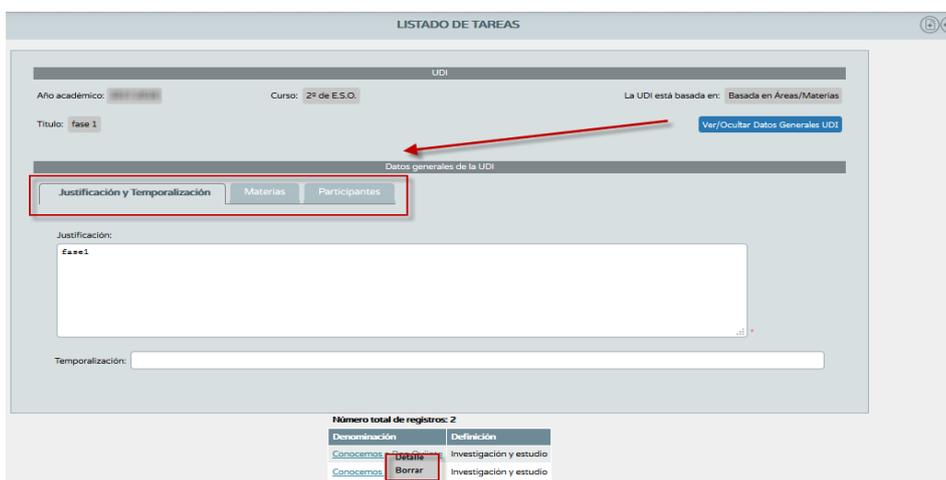 LISTADO DE TAREAS
UDI
Año académico: Curso: 2º de E.S.O. La UDI está basada en: Basada en Áreas/Materias
Título: fase 1 Ver/Ocultar Datos Generales UDI
Datos generales de la UDI
Justificación y Temporalización Materias Participantes
Justificación:
fase1
*
Temporalización:
Número total de registros: 2
Denominación Definición
Conocemos Investigación y estudio
Detalle
Conocemos Borrar Investigación y estudio